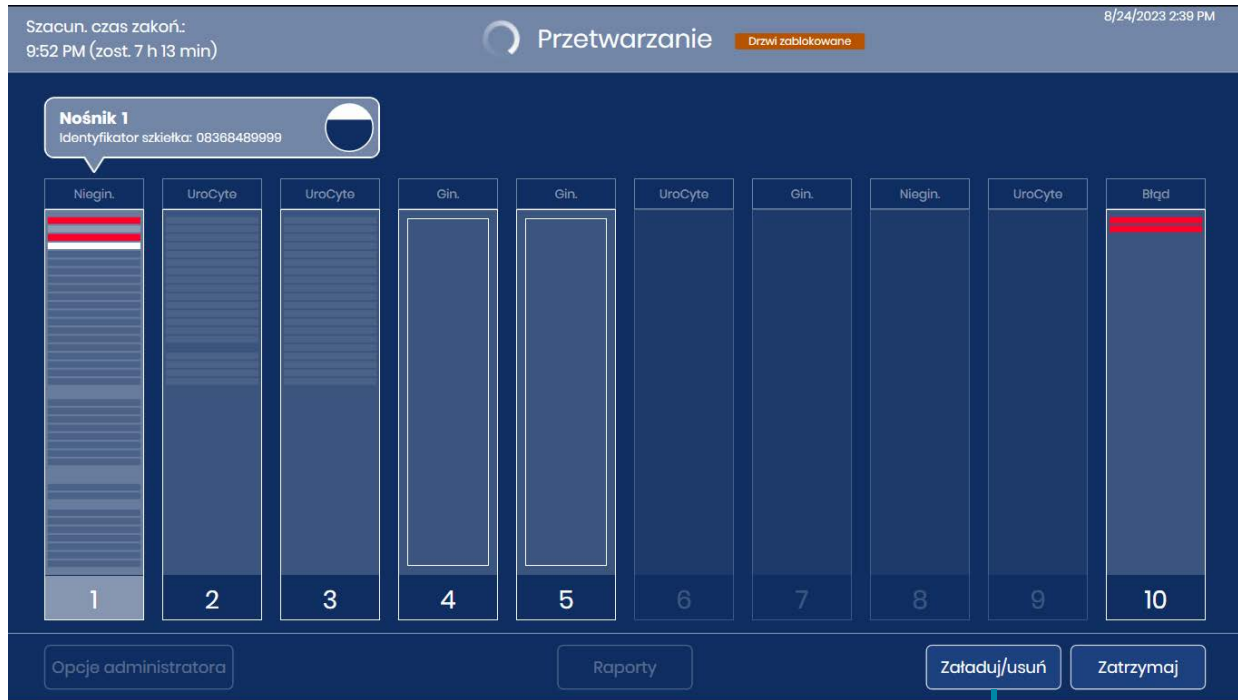 Szacun. czas zakoń.:
9:52 PM (zost. 7 h 13 min)
Przetwarzanie
Drzwi zablokowane
8/24/2023 2:39 PM
Nośnik 1
Identyfikator szkiełka: 08368489999
Niegin.
UroCyte
UroCyte
Gin.
Gin.
UroCyte
Gin.
Niegin.
UroCyte
Błąd
1
2
3
4
5
6
7
8
9
10
Opcje administratora
Raporty
Załaduj/usuń
Zatrzymaj